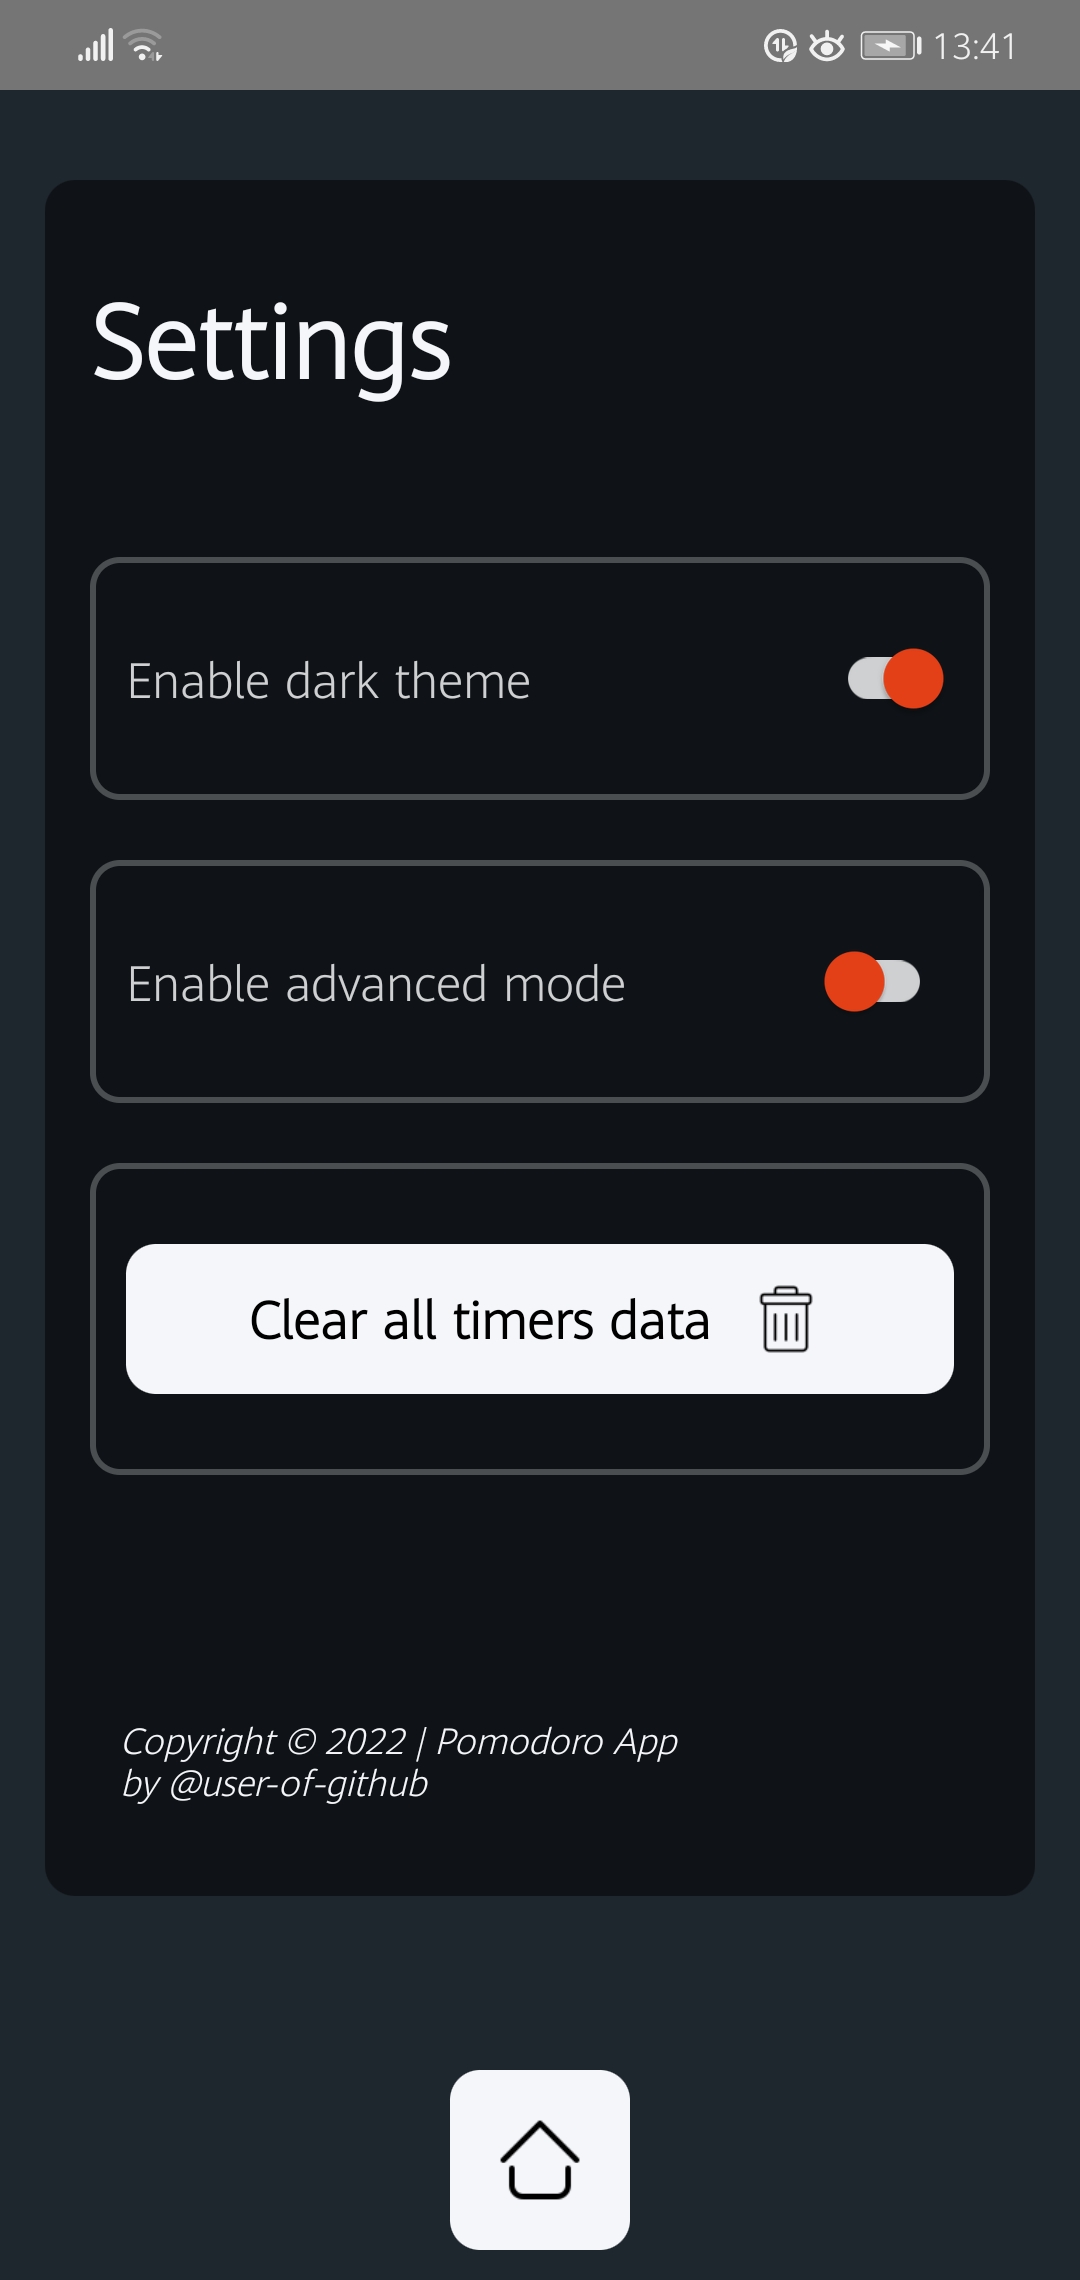 13:41
Settings
Enable dark theme
Enable advanced mode
Clear all timers data
Copyright © 2022 | Pomodoro App
by @user-of-github